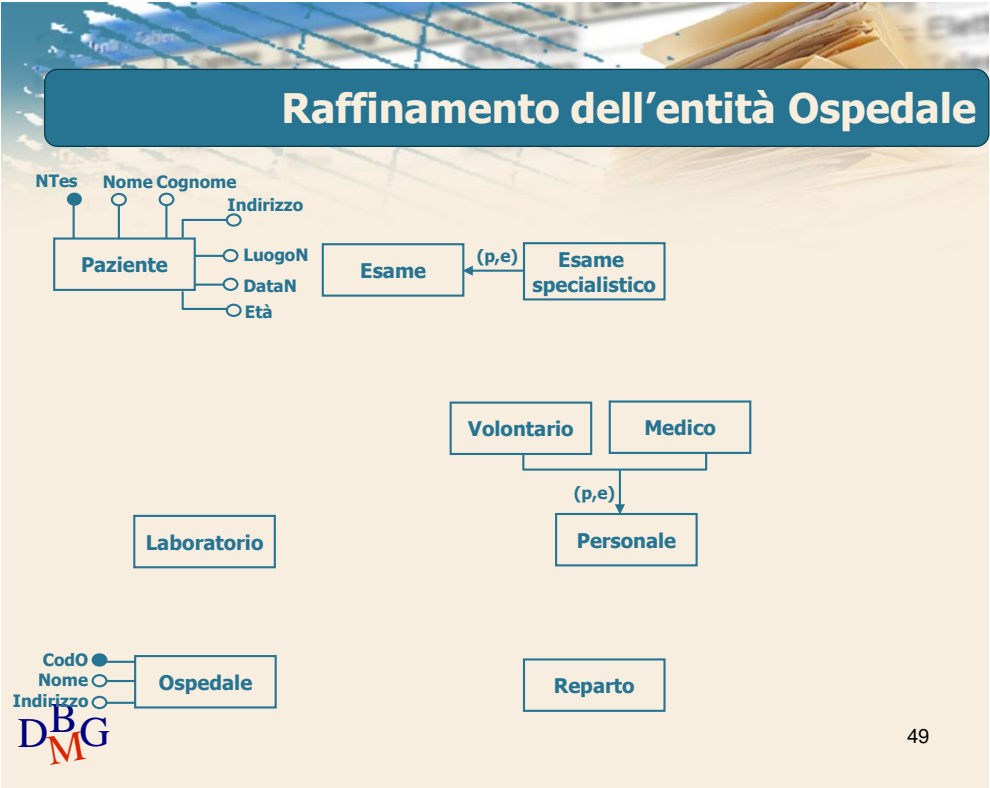 Raffinamento dell'entità Ospedale
NTes
Nome Cognome
Indirizzo
Paziente
LuogoN
DataN
Età
Esame
(p,e)
Esame
specialistico
Volontario
Medico
(p,e)
Laboratorio
Personale
CodO
Nome
Indirizzo
Ospedale
Reparto
DBMG
49